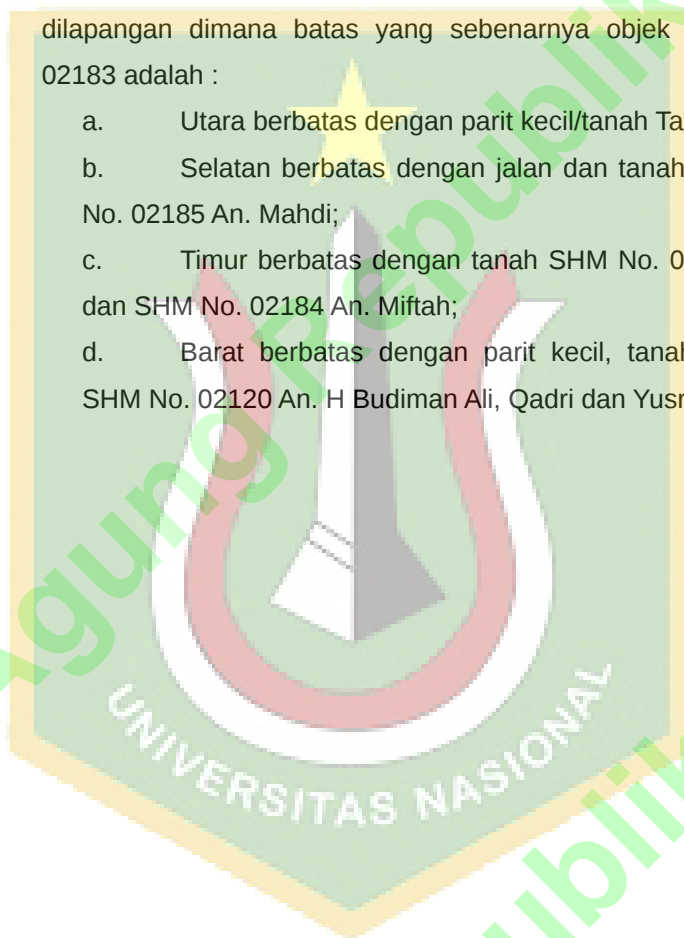 dilapangan dimana batas yang sebenarnya objek
02183 adalah :
a. Utara berbatas dengan parit kecil/tanah
b. Selatan berbatas dengan jalan dan tanah
No. 02185 An. Mahdi;
c. Timur berbatas dengan tanah SHM No.
dan SHM No. 02184 An. Miftah;
d. Barat berbatas dengan parit kecil,
SHM No. 02120 An. H Budiman Ali, Qadri dan
Agung Republik
UNIVERSITAS NASIONAL